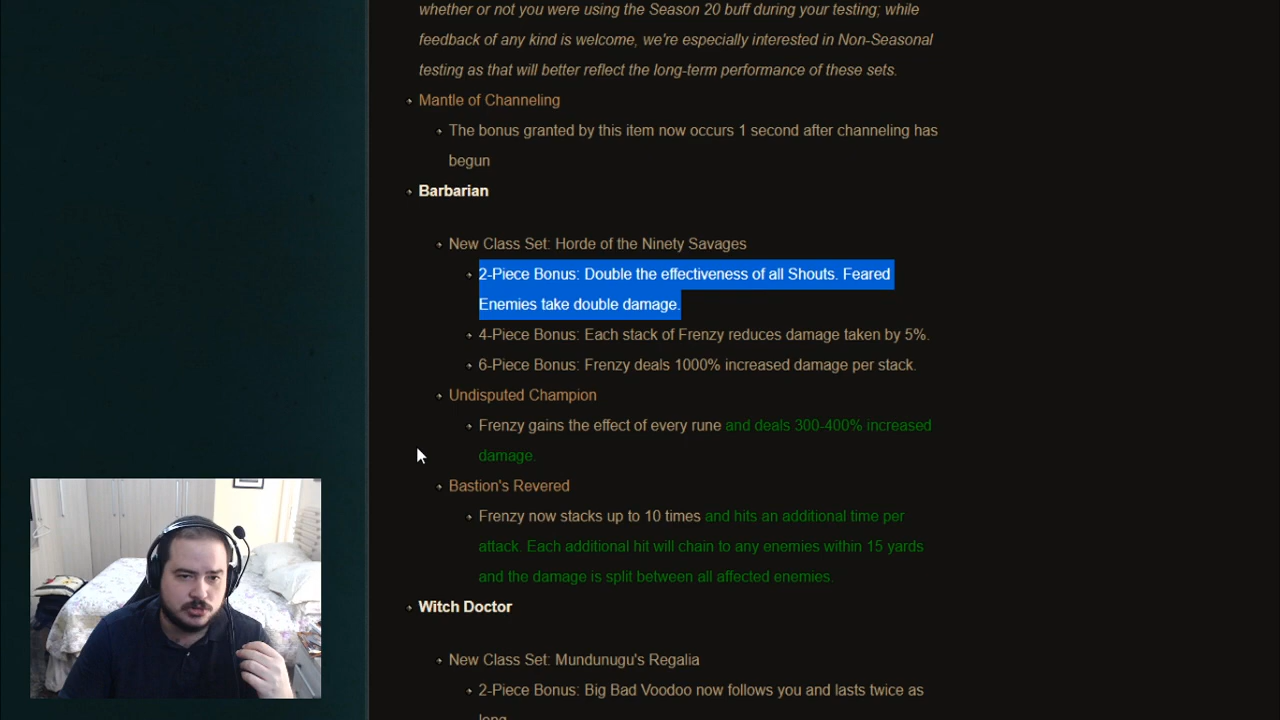 whether or not you were using the Season 20 buff during your testing; while
feedback of any kind is welcome, we're especially interested in Non-Seasonal
testing as that will better reflect the long-term performance of these sets.
Mantle of Channeling
The bonus granted by this item now occurs 1 second after channeling has
begun
Barbarian
New Class Set: Horde of the Ninety Savages
2-Piece Bonus: Double the effectiveness of all Shouts. Feared
Enemies take double damage.
4-Piece Bonus: Each stack of Frenzy reduces damage taken by 5%.
6-Piece Bonus: Frenzy deals 1000% increased damage per stack.
Undisputed Champion
Frenzy gains the effect of every rune and deals 300-400% increased
damage.
Bastion's Revered
Frenzy now stacks up to 10 times and hits an additional time per
attack. Each additional hit will chain to any enemies within 15 yards
and the damage is split between all affected enemies.
Witch Doctor
New Class Set: Mundunugu's Regalia
2-Piece Bonus: Big Bad Voodoo now follows you and lasts twice as
long